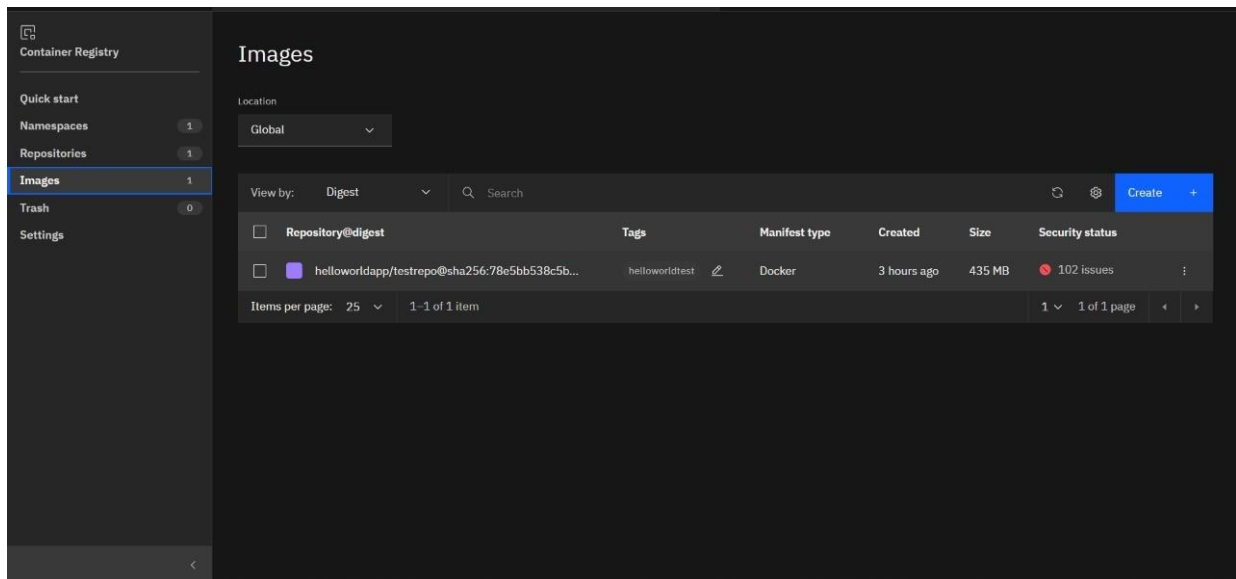 Container Registry
Quick start
Namespaces 1
Repositories 1
Images 1
Trash 0
Settings
Images
Location
Global
View by: Digest Search Create +
Repository@digest Tags Manifest type Created Size Security status
helloworldapp/testrepo@sha256:78e5bb538c5b... helloworldtest Docker 3 hours ago 435 MB 102 issues
Items per page: 25 1–1 of 1 item 1 1 of 1 page